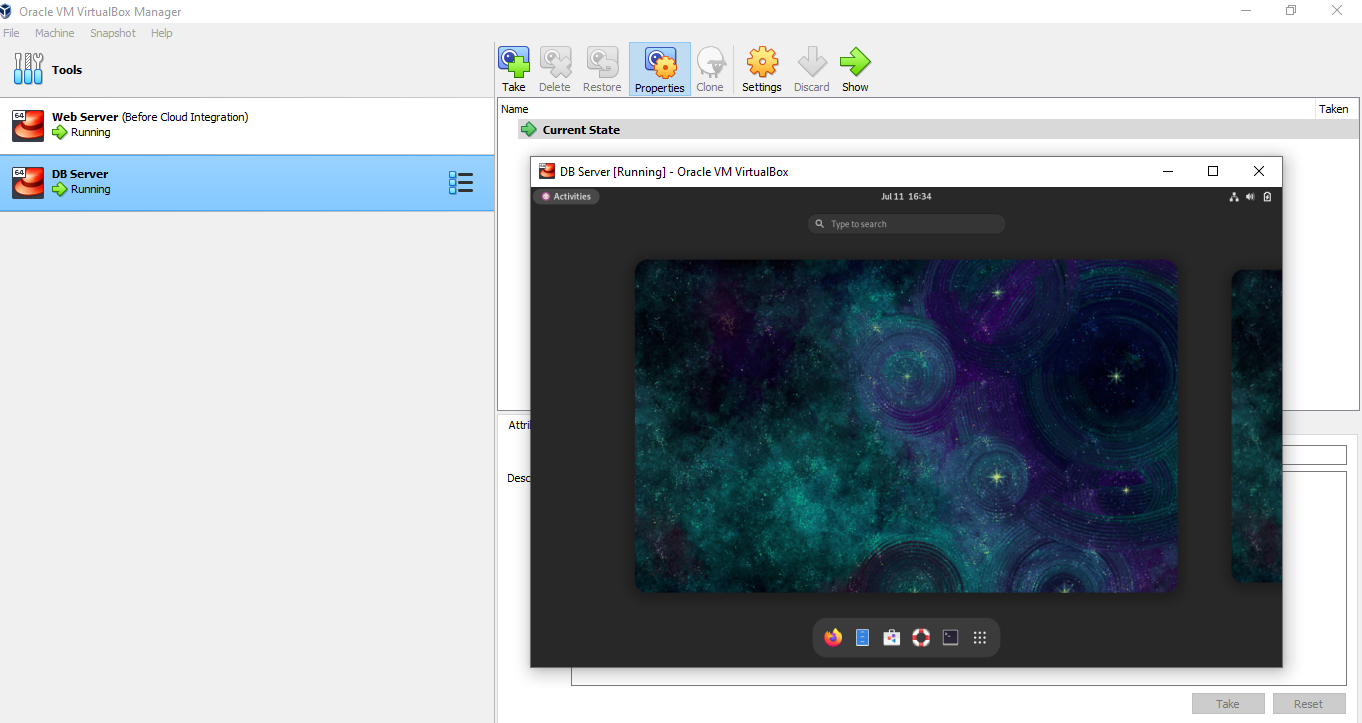 Oracle VM VirtualBox Manager
File Machine Snapshot Help
Tools
64
Web Server (Before Cloud Integration)
Running
64
DB Server
Running
Take Delete Restore Properties Clone Settings Discard Show
Name Taken
Current State
64
DB Server [Running] - Oracle VM VirtualBox
Activities Jul 11 16:34
Type to search
Attri
Desc
Take Reset